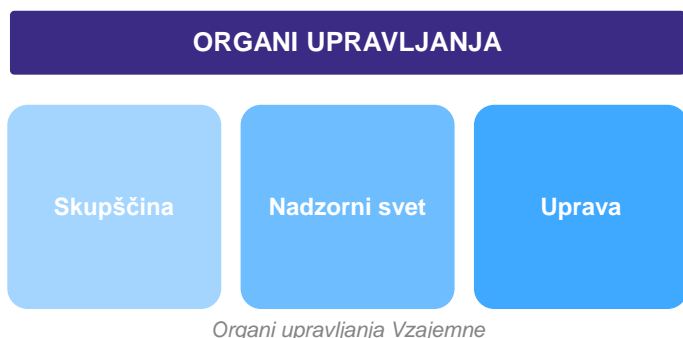 ORGANI UPRAVLJANJA
Skupščina
Nadzorni svet
Uprava
Organi upravljanja Vzajemne